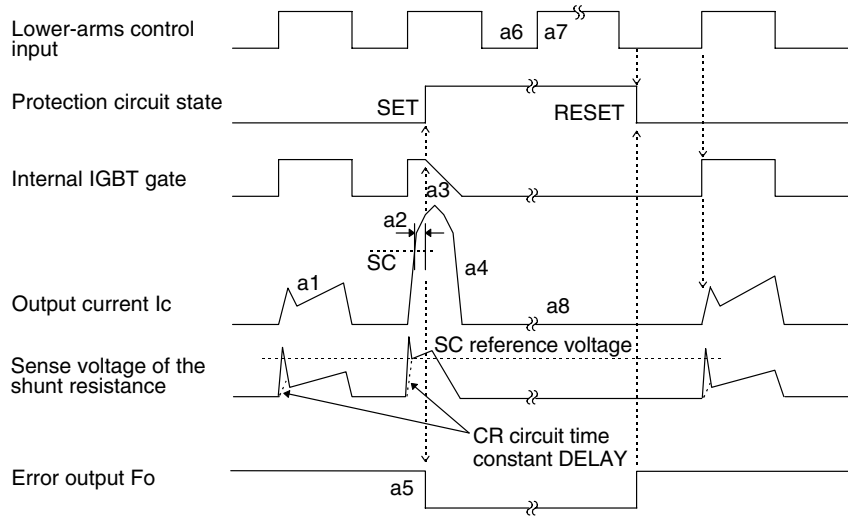 Lower-arms control
input
a6
a7
Protection circuit state
SET
RESET
Internal IGBT gate
a3
a2
SC
a4
a1
Output current Ic
a8
SC reference voltage
Sense voltage of the
shunt resistance
CR circuit time
constant DELAY
Error output Fo
a5